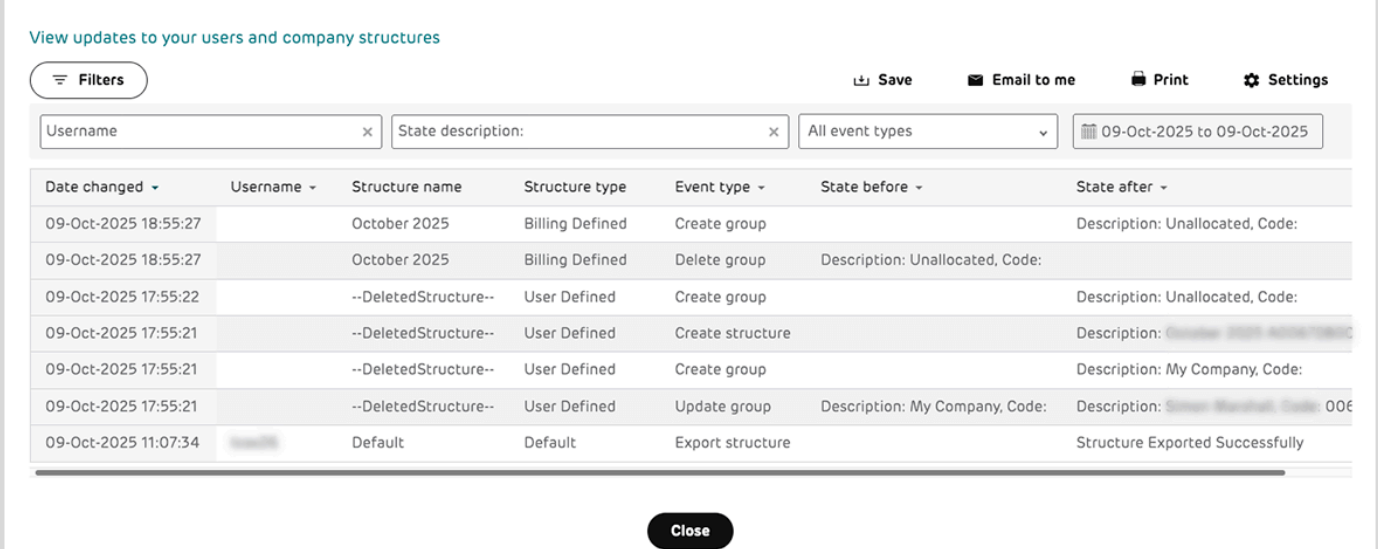 View updates to your users and company structures
Filters Save Email to me Print Settings
Username State description: All event types 09-Oct-2025 to 09-Oct-2025
Date changed Username Structure name Structure type Event type State before State after
09-Oct-2025 18:55:27 October 2025 Billing Defined Create group Description: Unallocated, Code:
09-Oct-2025 18:55:27 October 2025 Billing Defined Delete group Description: Unallocated, Code:
09-Oct-2025 17:55:22 --DeletedStructure-- User Defined Create group Description: Unallocated, Code:
09-Oct-2025 17:55:21 --DeletedStructure-- User Defined Create structure Description:
09-Oct-2025 17:55:21 --DeletedStructure-- User Defined Create group Description: My Company, Code:
09-Oct-2025 17:55:21 --DeletedStructure-- User Defined Update group Description: My Company, Code: Description: 006
09-Oct-2025 11:07:34 Default Default Export structure Structure Exported Successfully
Close